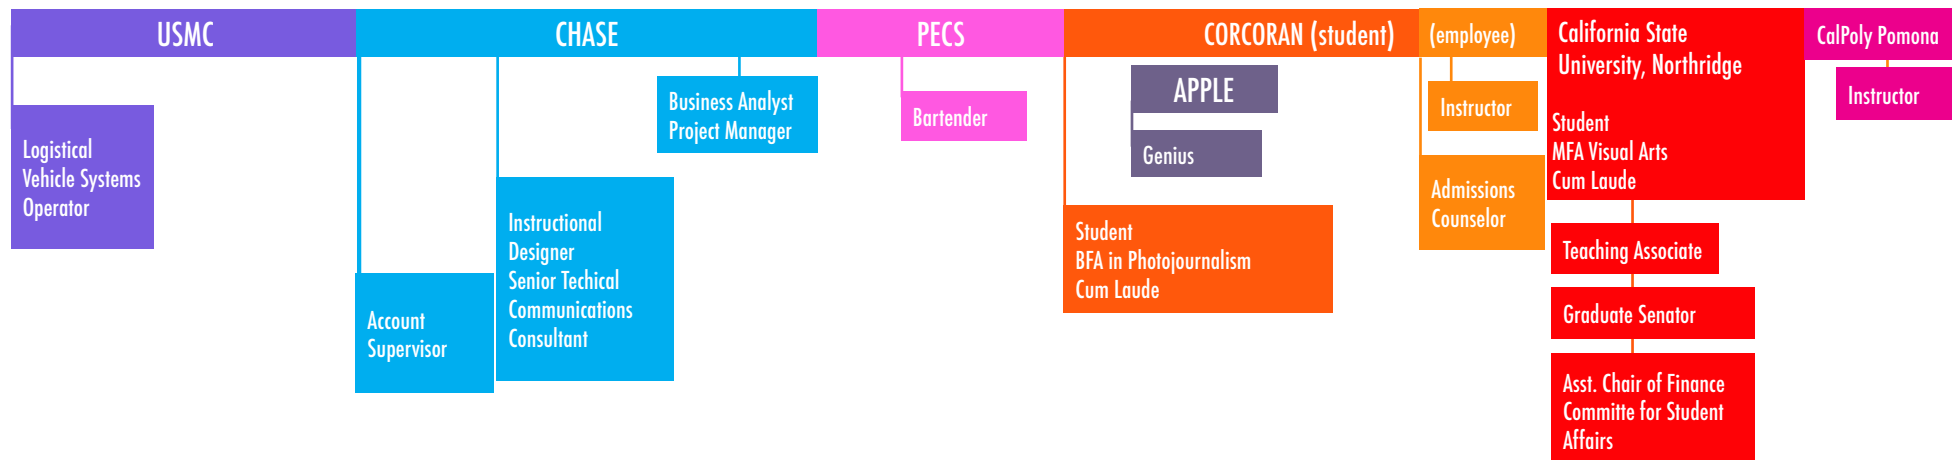 USMC
Logistical
Vehicle Systems
Operator
CHASE
Account
Supervisor
Instructional
Designer
Senior Techical
Communications
Consultant
Business Analyst
Project Manager
PECS
Bartender
CORCORAN (student)
APPLE
Genius
Student
BFA in Photojournalism
Cum Laude
(employee)
Instructor
Admissions
Counselor
California State
University, Northridge
Student
MFA Visual Arts
Cum Laude
Teaching Associate
Graduate Senator
Asst. Chair of Finance
Committe for Student
Affairs
CalPoly Pomona
Instructor